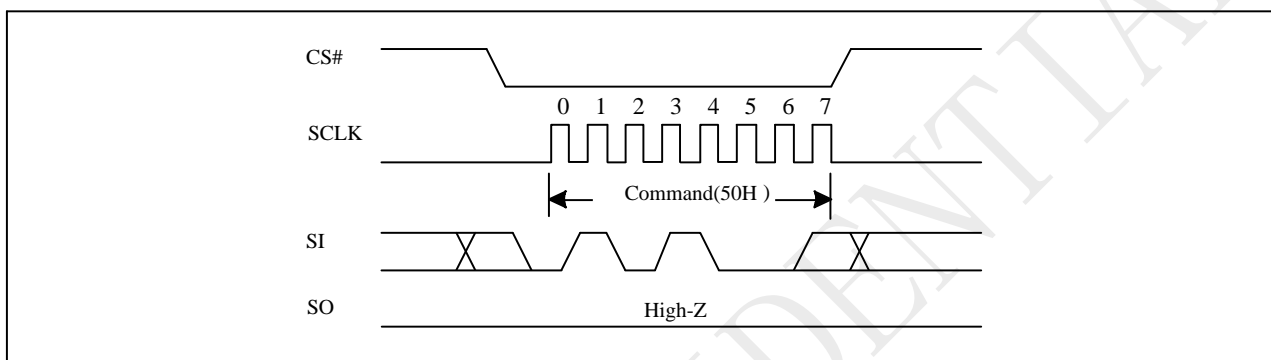 CS#
0 1 2 3 4 5 6 7
SCLK
Command(50H )
SI
SO High-Z